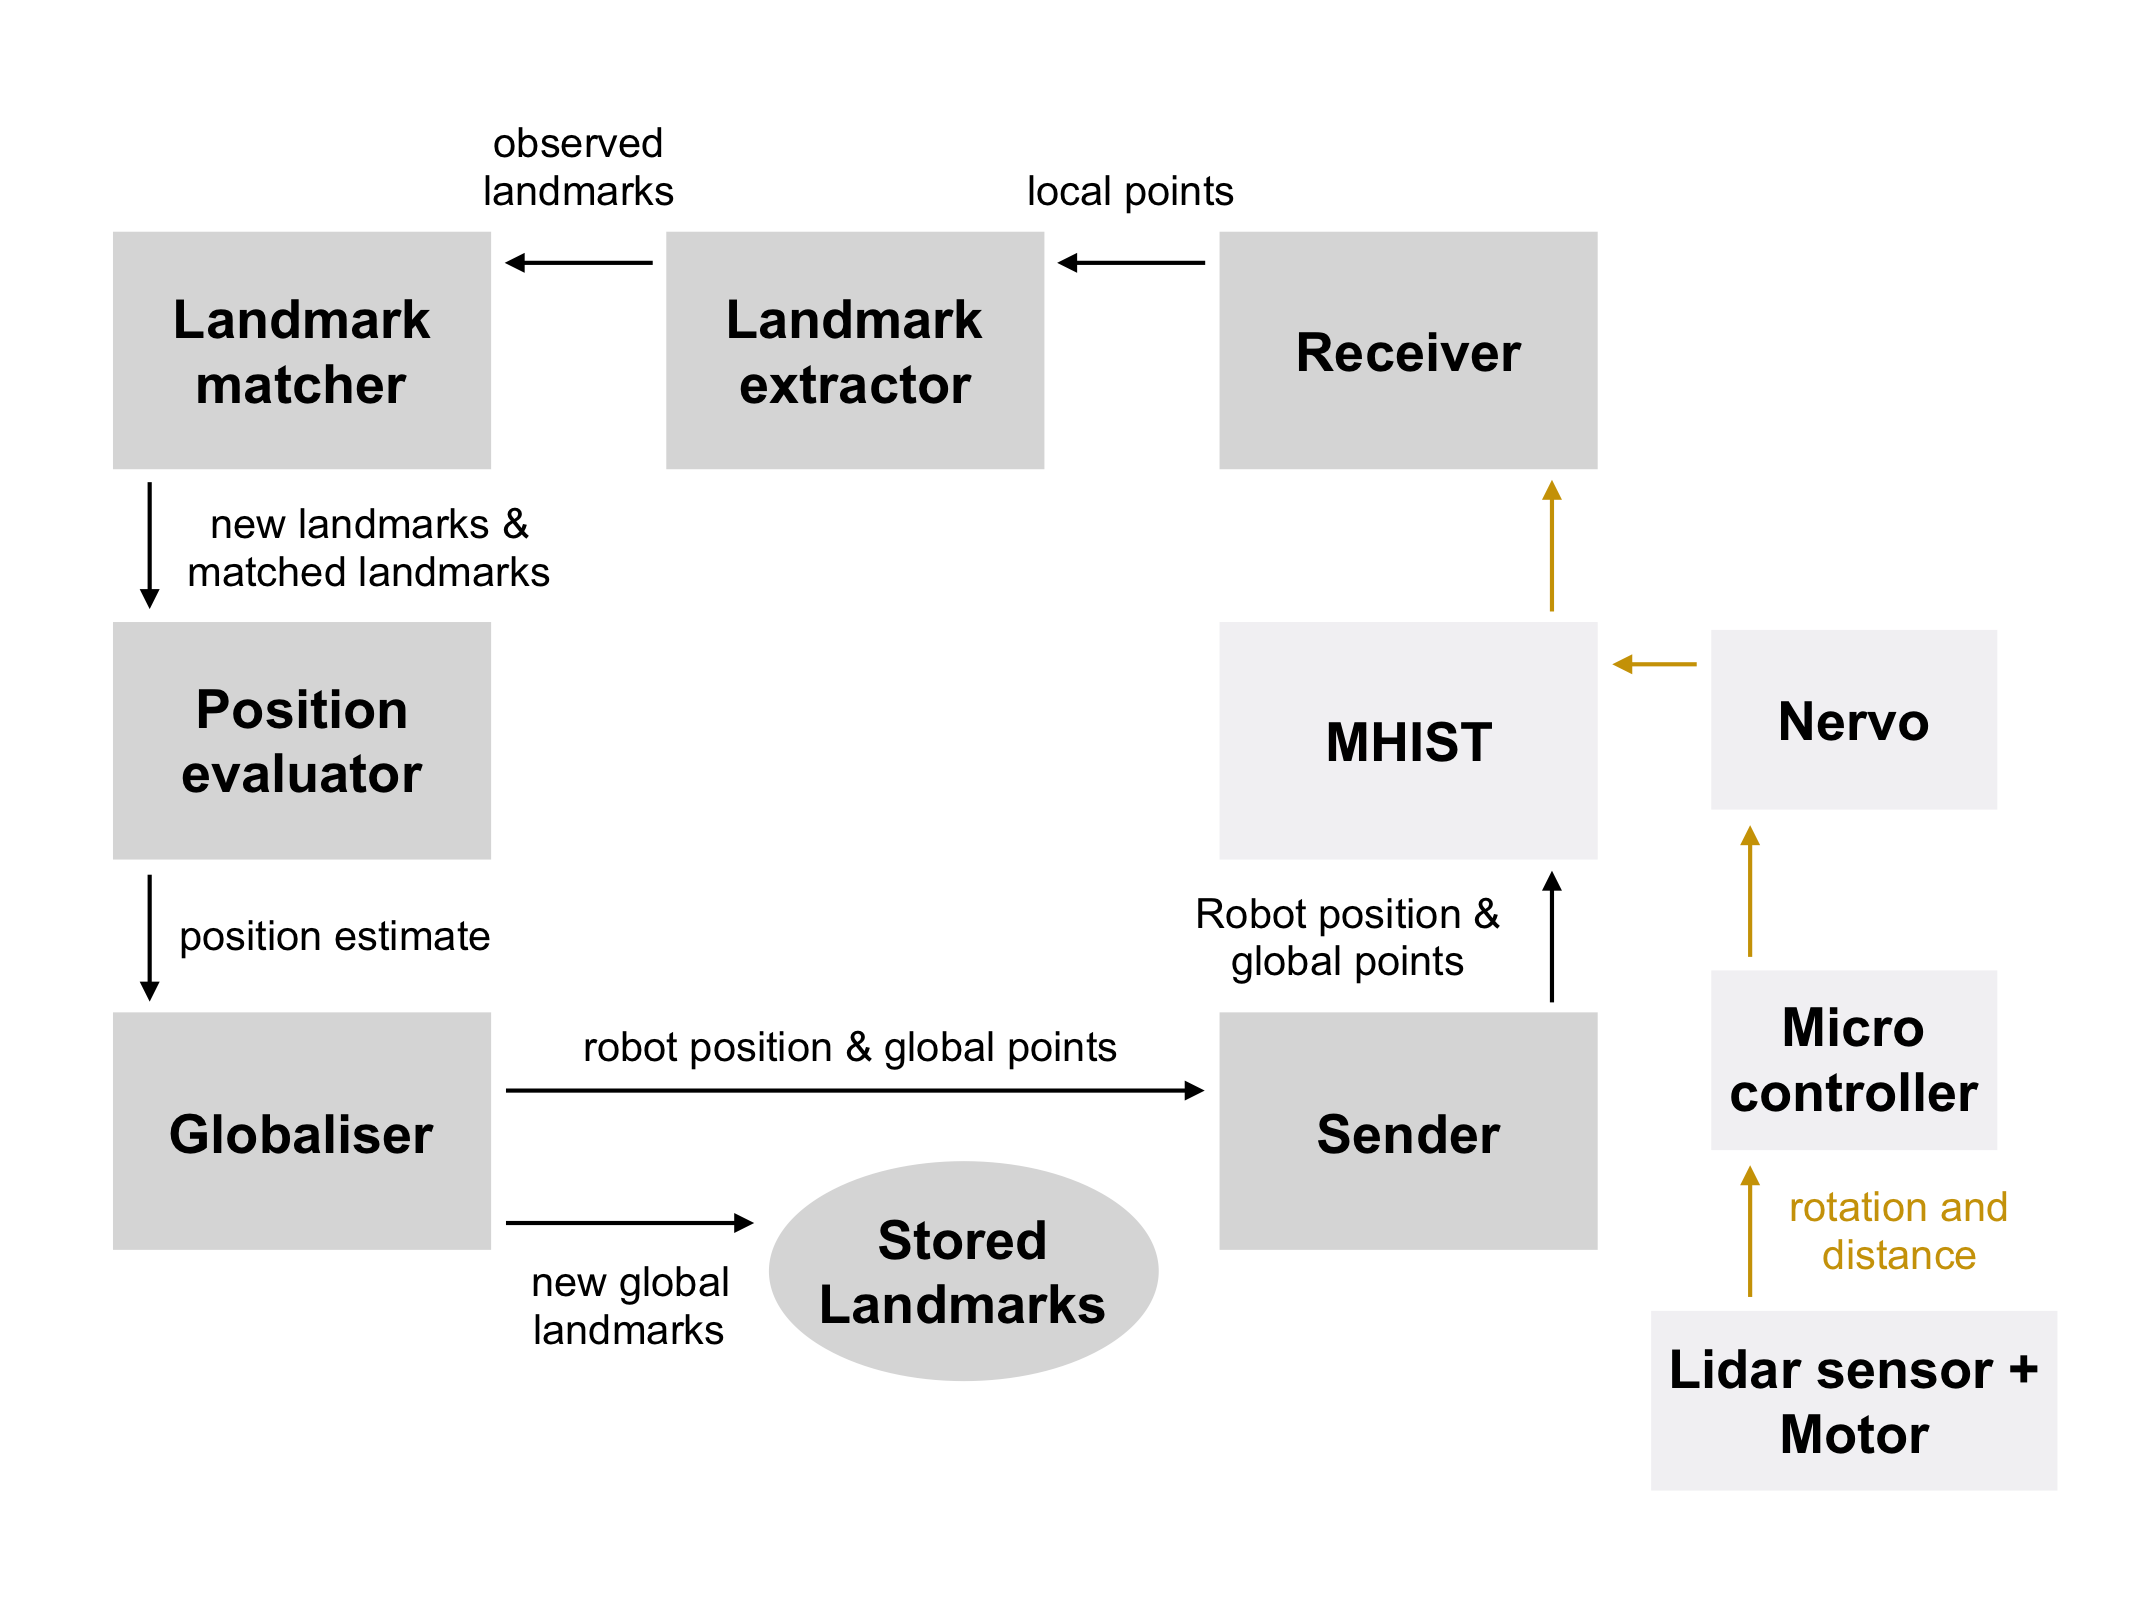 observed
landmarks
local points
Landmark
matcher
Landmark
extractor
Receiver
new landmarks &
matched landmarks
Position
evaluator
MHIST
Nervo
position estimate
Robot position &
global points
robot position & global points
Globaliser
Sender
Micro
controller
new global
landmarks
Stored
Landmarks
rotation and
distance
Lidar sensor +
Motor